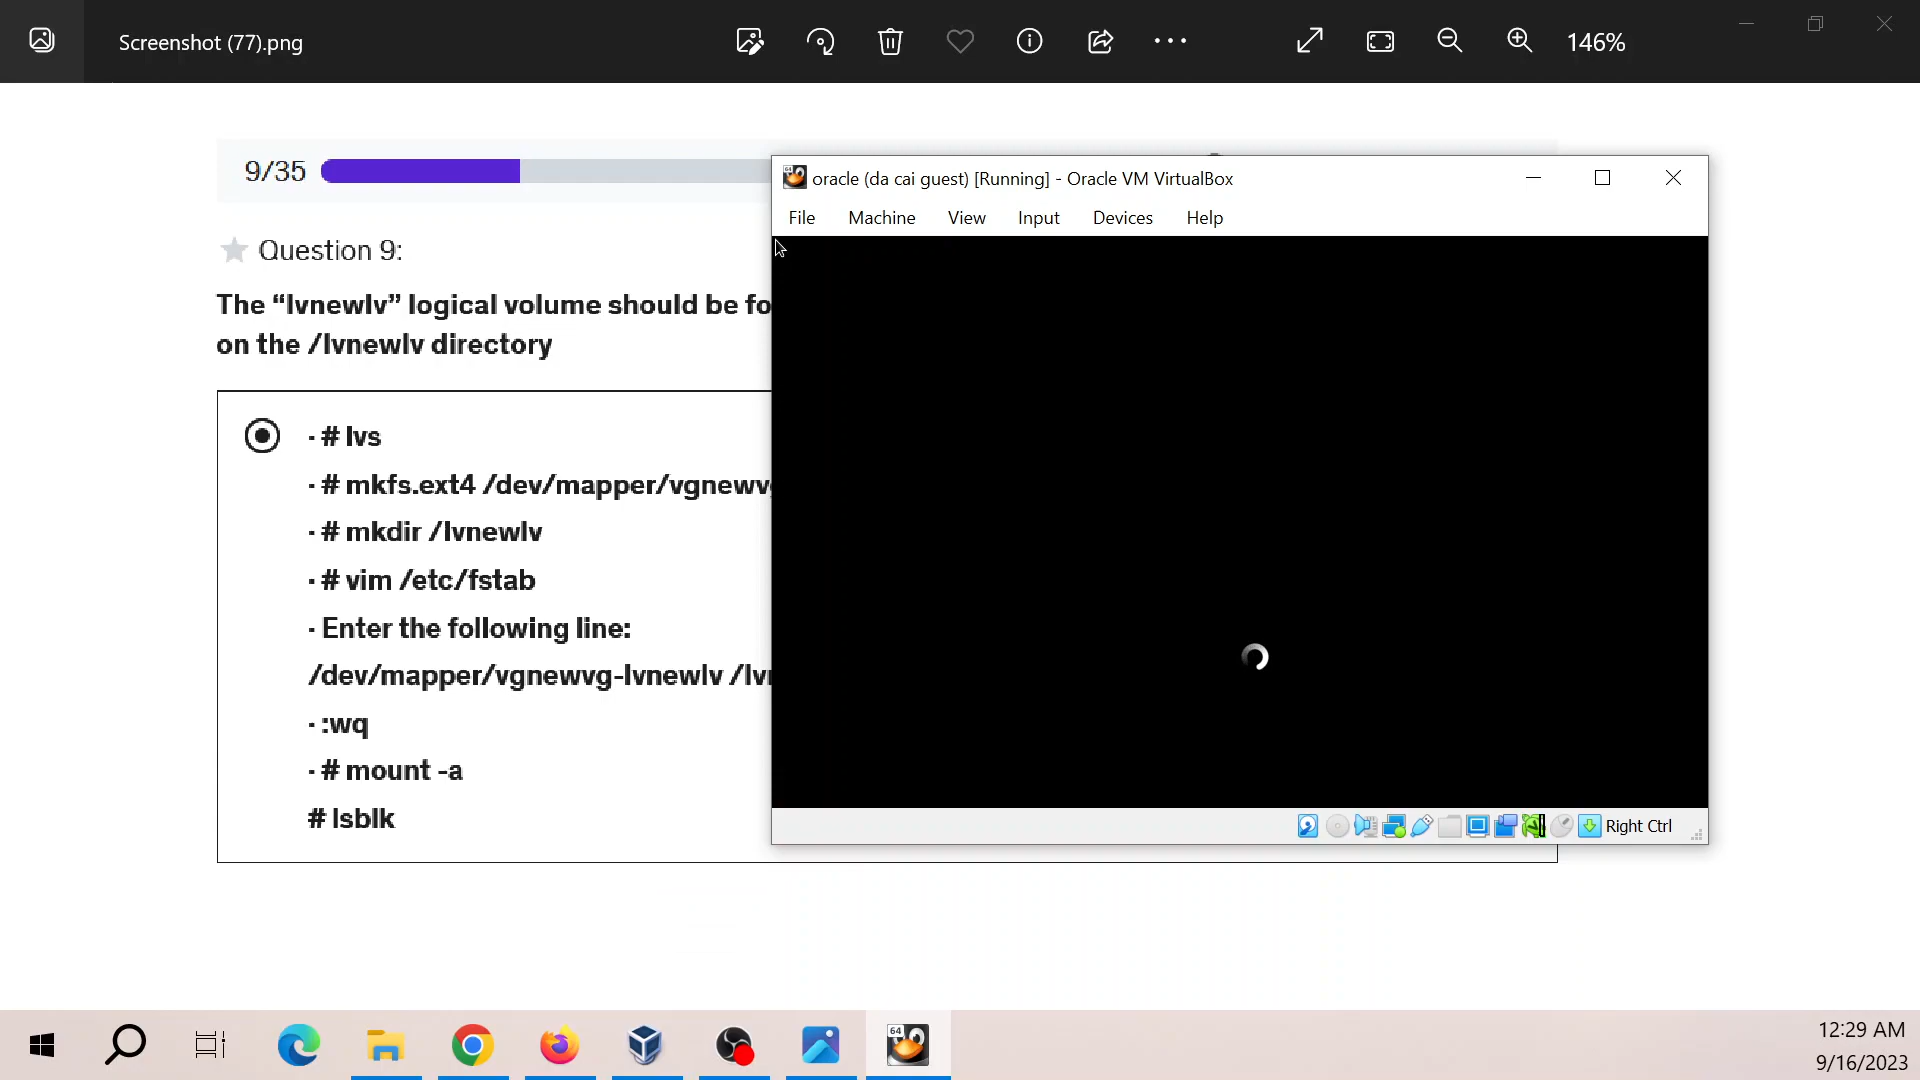 Screenshot (77).png
146%
9/35
Question 9:
The “lvnewlv” logical volume should be fo
on the /lvnewlv directory
- # lvs
- # mkfs.ext4 /dev/mapper/vgnewv
- # mkdir /lvnewlv
- # vim /etc/fstab
- Enter the following line:
/dev/mapper/vgnewvg-lvnewlv /lv
- :wq
- # mount -a
# lsblk
oracle (da cai guest) [Running] - Oracle VM VirtualBox
File Machine View Input Devices Help
Right Ctrl
64
12:29 AM
9/16/2023